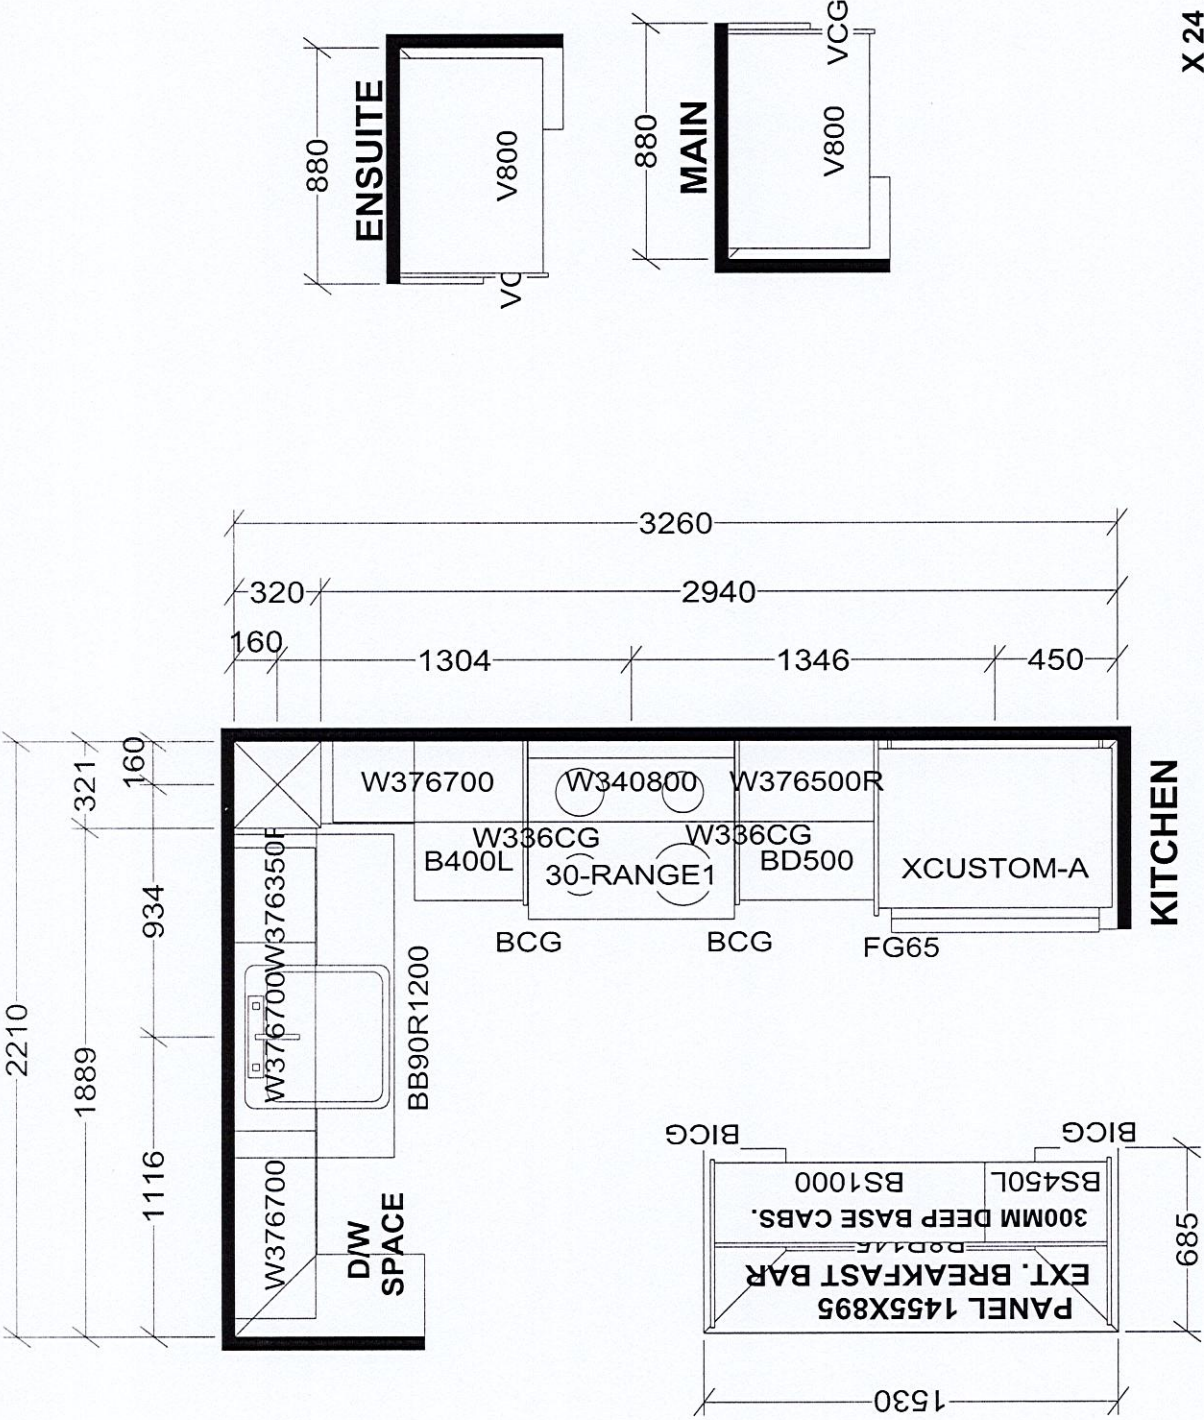 X 24
880
ENSUITE
V800
880
MAIN
VCG
V800
3260
320
2940
160
1304
1346
450
2210
321
160
1889
934
1116
W376700
W340800
W376500R
W336CG
W336CG
B400L
30-RANGE1
BD500
XCUSTOM-A
BCG
BCG
FG65
KITCHEN
W376700
W376700
BB90R1200
D/W
SPACE
BICG
BICG
BS1000
BS450L
300MM DEEP BASE CABS.
EXT. BREAKFAST BAR
PANEL 1455X895
685
1530